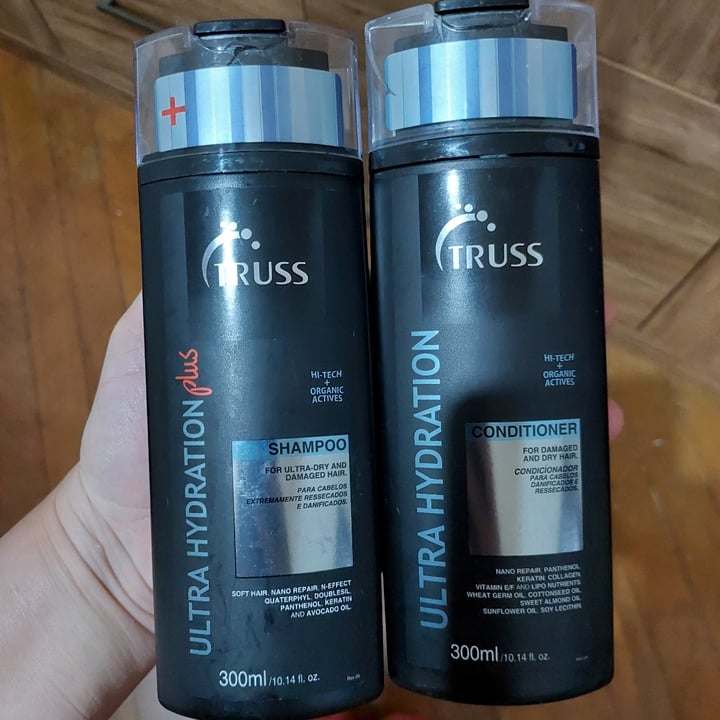 +
TRUSS
ULTRA HYDRATION plus
HI-TECH
+
ORGANIC
ACTIVES
SHAMPOO
FOR ULTRA-DRY AND
DAMAGED HAIR.
PARA CABELOS
EXTREMAMENTE RESSECADOS
E DANIFICADOS.
SOFT HAIR, NANO REPAIR, N-EFFECT
QUATERPHYL, DOUBLESIL,
PANTHENOL, KERATIN
AND AVOCADO OIL.
300ml/10.14 fl. oz.
TRUSS
ULTRA HYDRATION
HI-TECH
+
ORGANIC
ACTIVES
CONDITIONER
FOR DAMAGED
AND DRY HAIR.
CONDICIONADOR
PARA CABELOS
DANIFICADOS E
RESSECADOS.
NANO REPAIR, PANTHENOL
KERATIN, COLLAGEN,
VITAMIN E/F AND LIPO NUTRIENTS
WHEAT GERM OIL, COTTONSEED OIL,
SWEET ALMOND OIL,
SUNFLOWER OIL, SOY LECITHIN
300ml/10.14 fl. oz.